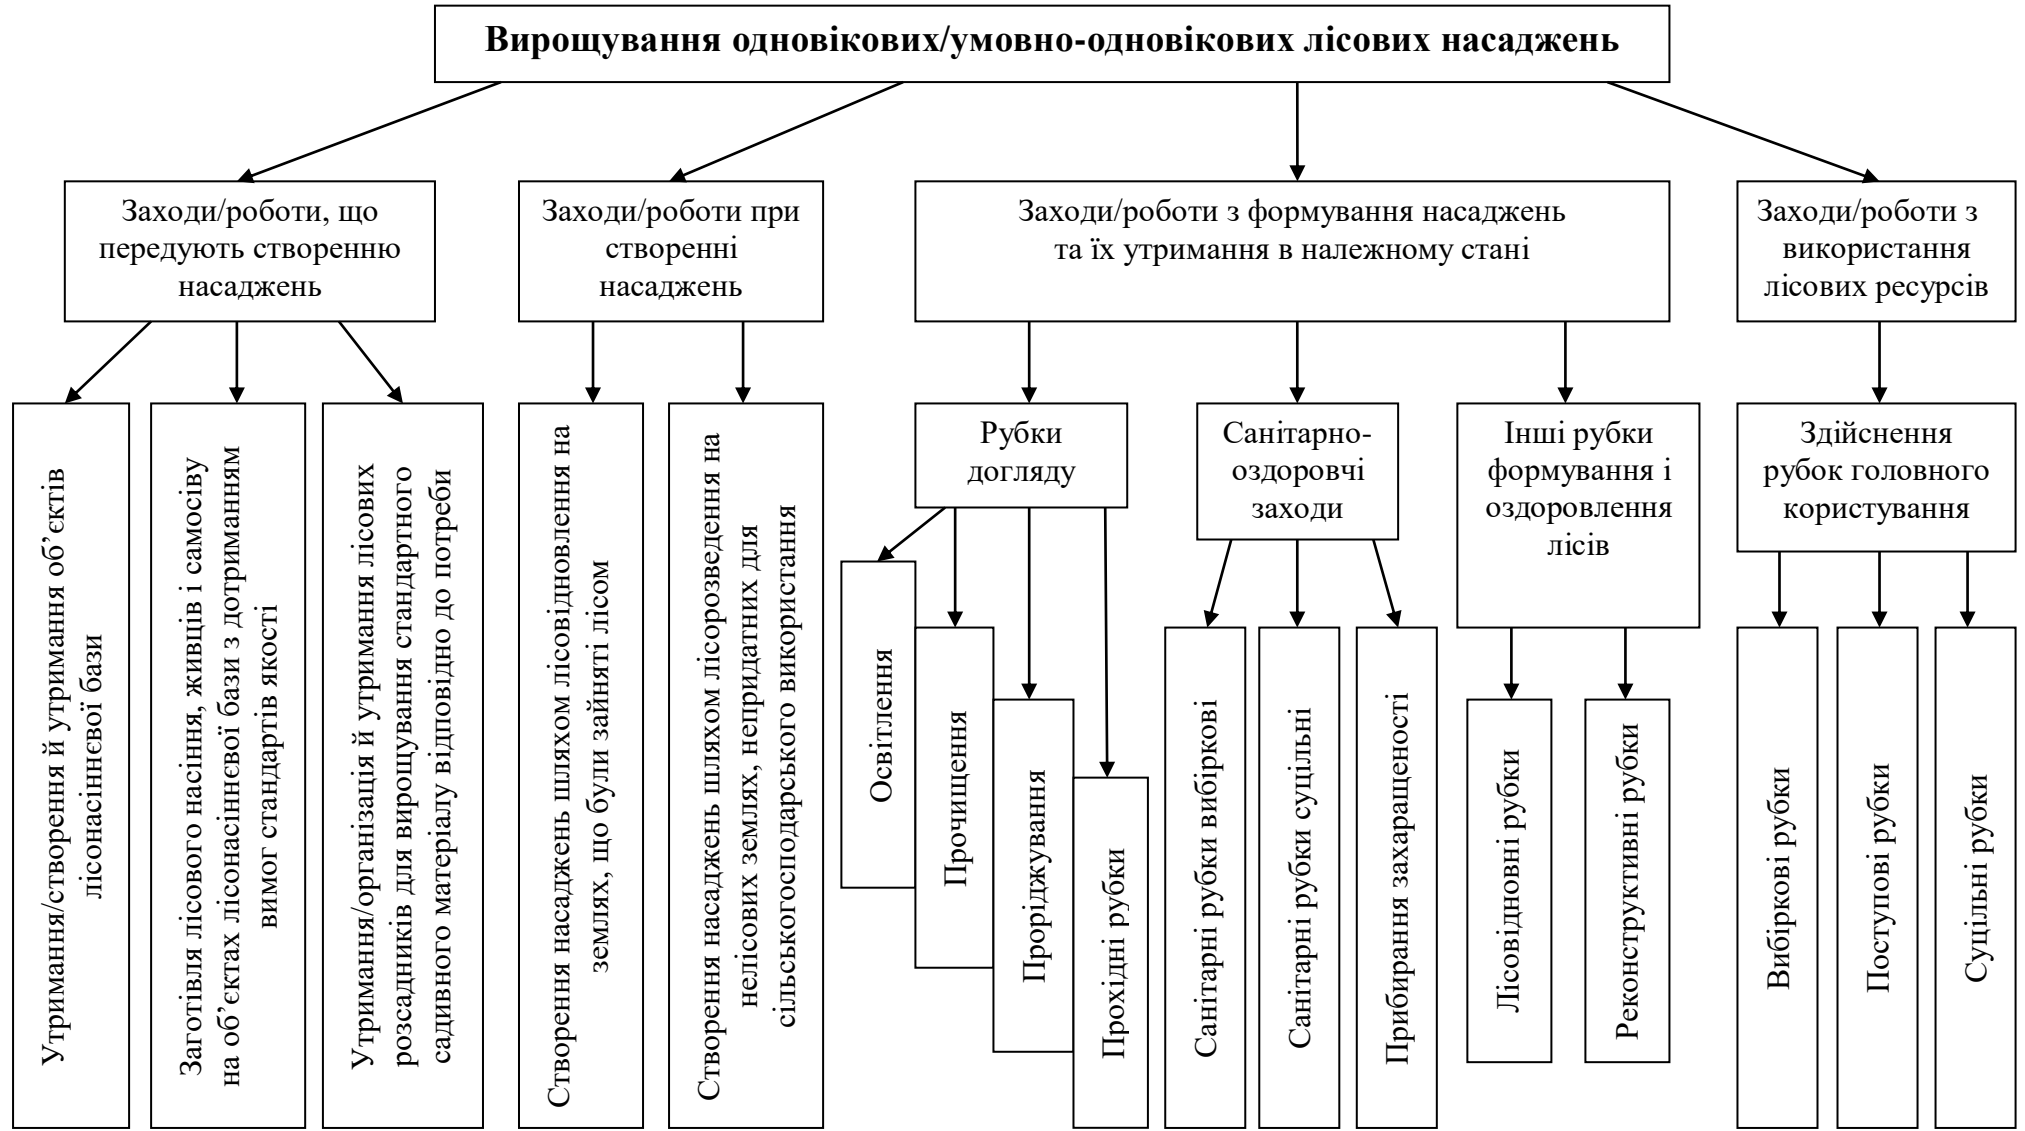 Вирощування одновікових/умовно-одновікових лісових насаджень
Заходи/роботи, що
передують створенню
насаджень
Заходи/роботи при
створенні
насаджень
Заходи/роботи з формування насаджень
та їх утримання в належному стані
Заходи/роботи з
використання
лісових ресурсів
Утримання/створення й утримання об’єктів
лісонасіннєвої бази
Заготівля лісового насіння, живців і самосіву
на об’єктах лісонасіннєвої бази з дотриманням
вимог стандартів якості
Утримання/організація й утримання лісових
розсадників для вирощування стандартного
садивного матеріалу відповідно до потреби
Створення насаджень шляхом лісовідновлення на
землях, що були зайняті лісом
Створення насаджень шляхом лісорозведення на
нелісових землях, непридатних для
сільськогосподарського використання
Рубки
догляду
Санітарно-
оздоровчі
заходи
Інші рубки
формування і
оздоровлення
лісів
Здійснення
рубок головного
користування
Освітлення
Прочищення
Проріджування
Прохідні рубки
Санітарні рубки вибіркові
Санітарні рубки суцільні
Прибирання захаращеності
Лісовідновні рубки
Реконструктивні рубки
Вибіркові рубки
Поступові рубки
Суцільні рубки